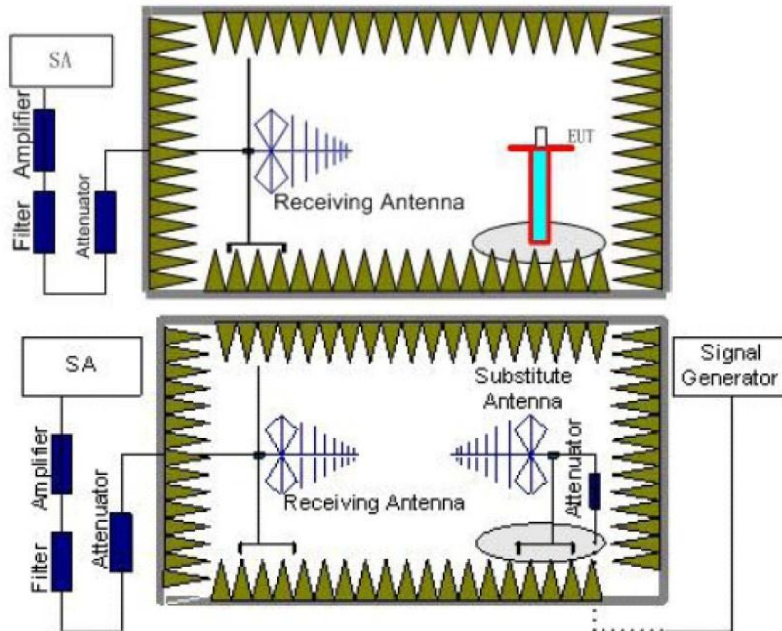 SA
Amplifier
Filter
Attenuator
Receiving Antenna
EUT
SA
Amplifier
Filter
Attenuator
Receiving Antenna
Substitute
Antenna
Attenuator
Signal
Generator